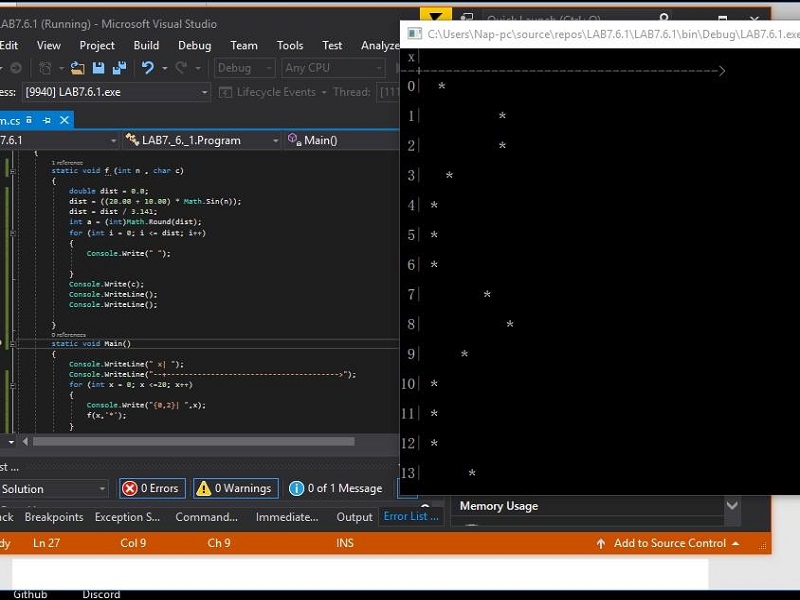 LAB7.6.1 (Running) - Microsoft Visual Studio
Quick Launch (Ctrl+Q)
Edit View Project Build Debug Team Tools Test Analyze
Debug Any CPU
ess: [9940] LAB7.6.1.exe Lifecycle Events Thread: [11
m.cs
7.6.1 LAB7._6._1.Program Main()
{
1 reference
static void f (int n , char c)
{
double dist = 0.0;
dist = ((20.00 + 10.00) * Math.Sin(n));
dist = dist / 3.141;
int a = (int)Math.Round(dist);
for (int i = 0; i <= dist; i++)
{
Console.Write(" ");
}
Console.Write(c);
Console.WriteLine();
Console.WriteLine();
}
0 references
static void Main()
{
Console.WriteLine(" x| ");
Console.WriteLine("--+---------------------------------------->");
for (int x = 0; x <=20; x++)
{
Console.Write("{0,2}| ",x);
f(x,'*');
}
st ...
Solution 0 Errors 0 Warnings 0 of 1 Message
ack Breakpoints Exception S... Command... Immediate... Output Error List ...
dy Ln 27 Col 9 Ch 9 INS Add to Source Control
Memory Usage
Github Discord
C:\Users\Nap-pc\source\repos\LAB7.6.1\LAB7.6.1\bin\Debug\LAB7.6.1.exe
x|
--+---------------------------------------->
0| *
1| *
2| *
3| *
4| *
5| *
6| *
7| *
8| *
9| *
10| *
11| *
12| *
13| *